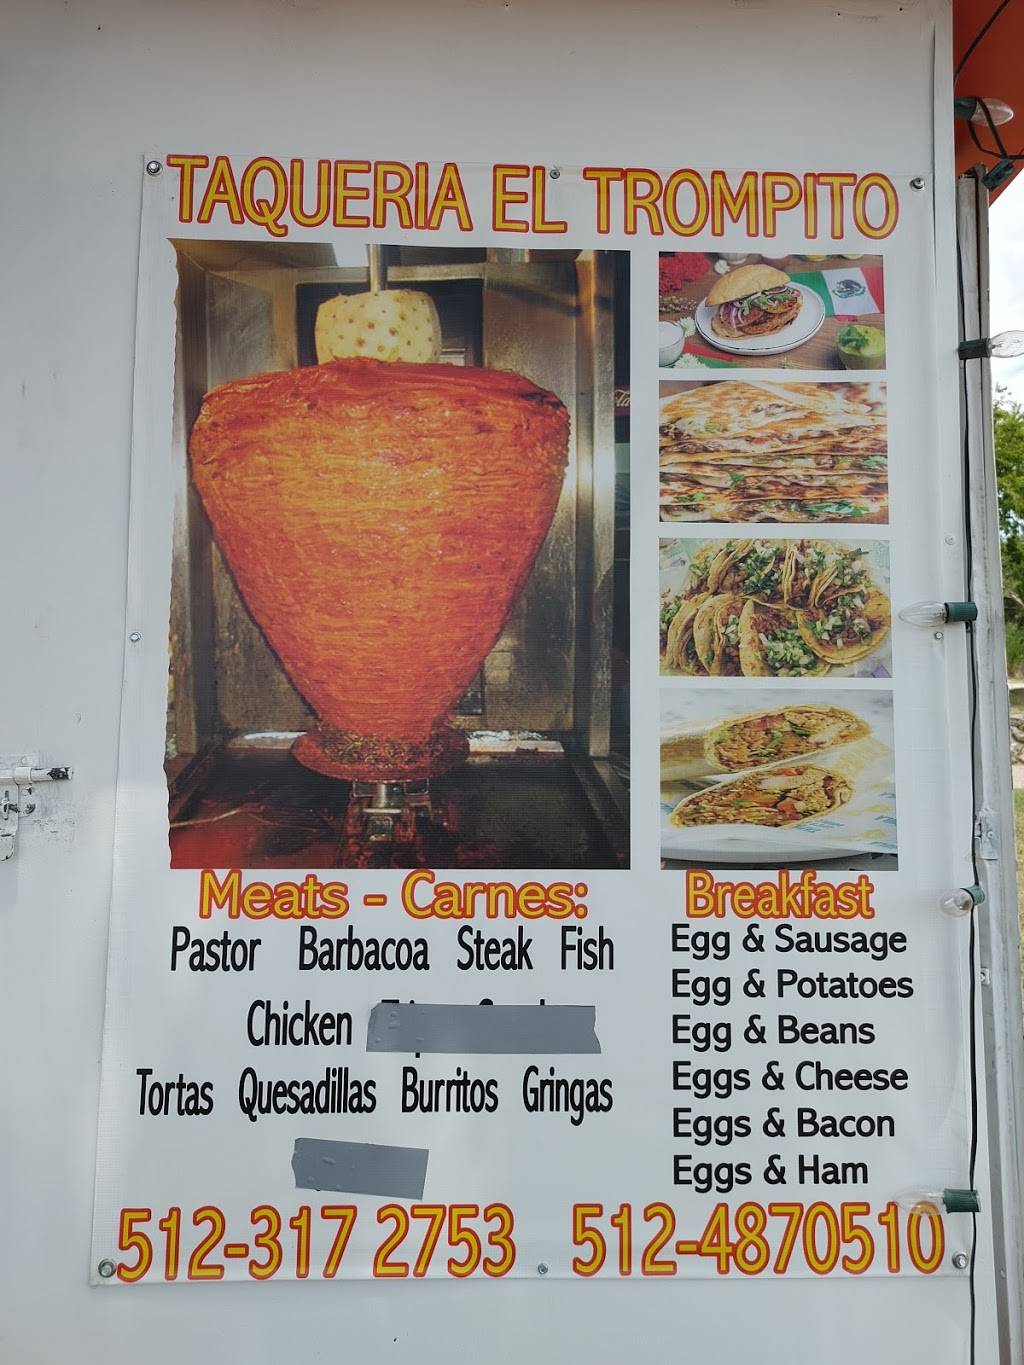 TAQUERIA EL TROMPITO
Meats - Carnes:
Pastor Barbacoa Steak Fish
Chicken
Tortas Quesadillas Burritos Gringas
Breakfast
Egg & Sausage
Egg & Potatoes
Egg & Beans
Eggs & Cheese
Eggs & Bacon
Eggs & Ham
512-317 2753 512-4870510